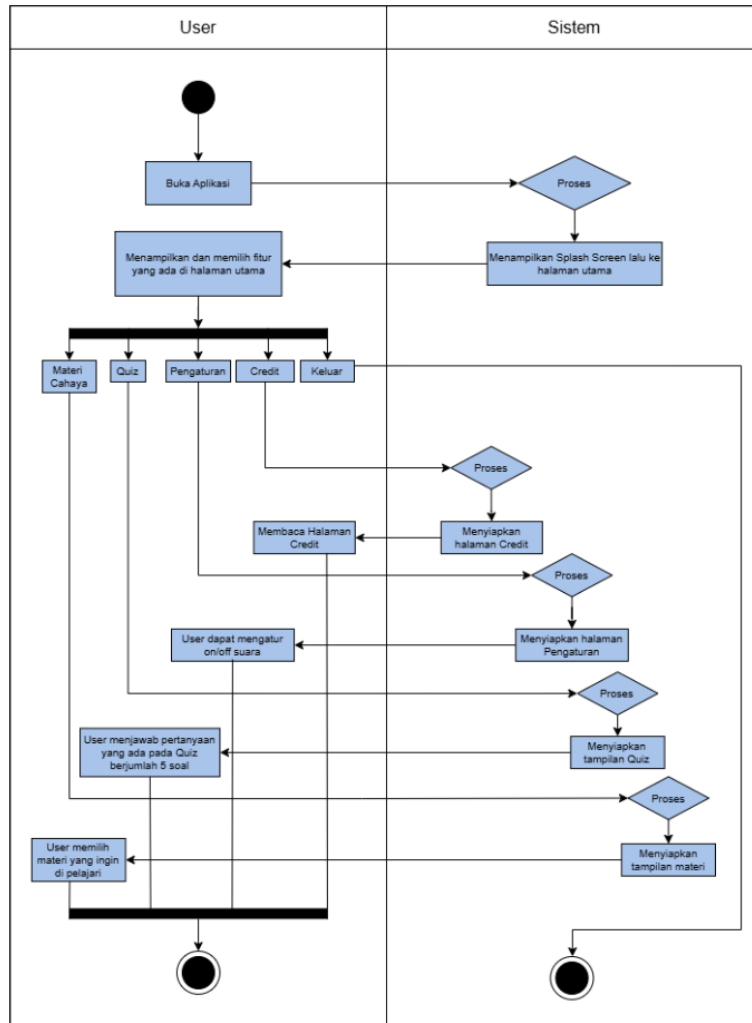 User
Sistem
Buka Aplikasi
Proses
Menampilkan dan memilih fitur
yang ada di halaman utama
Menampilkan Splash Screen lalu ke
halaman utama
Materi
Cahaya
Quiz
Pengaturan
Credit
Keluar
Proses
Membaca Halaman
Credit
Menyiapkan
halaman Credit
Proses
User dapat mengatur
on/off suara
Menyiapkan halaman
Pengaturan
Proses
User menjawab pertanyaan
yang ada pada Quiz
berjumlah 5 soal
Menyiapkan
tampilan Quiz
Proses
User memilih
materi yang ingin
di pelajari
Menyiapkan
tampilan materi